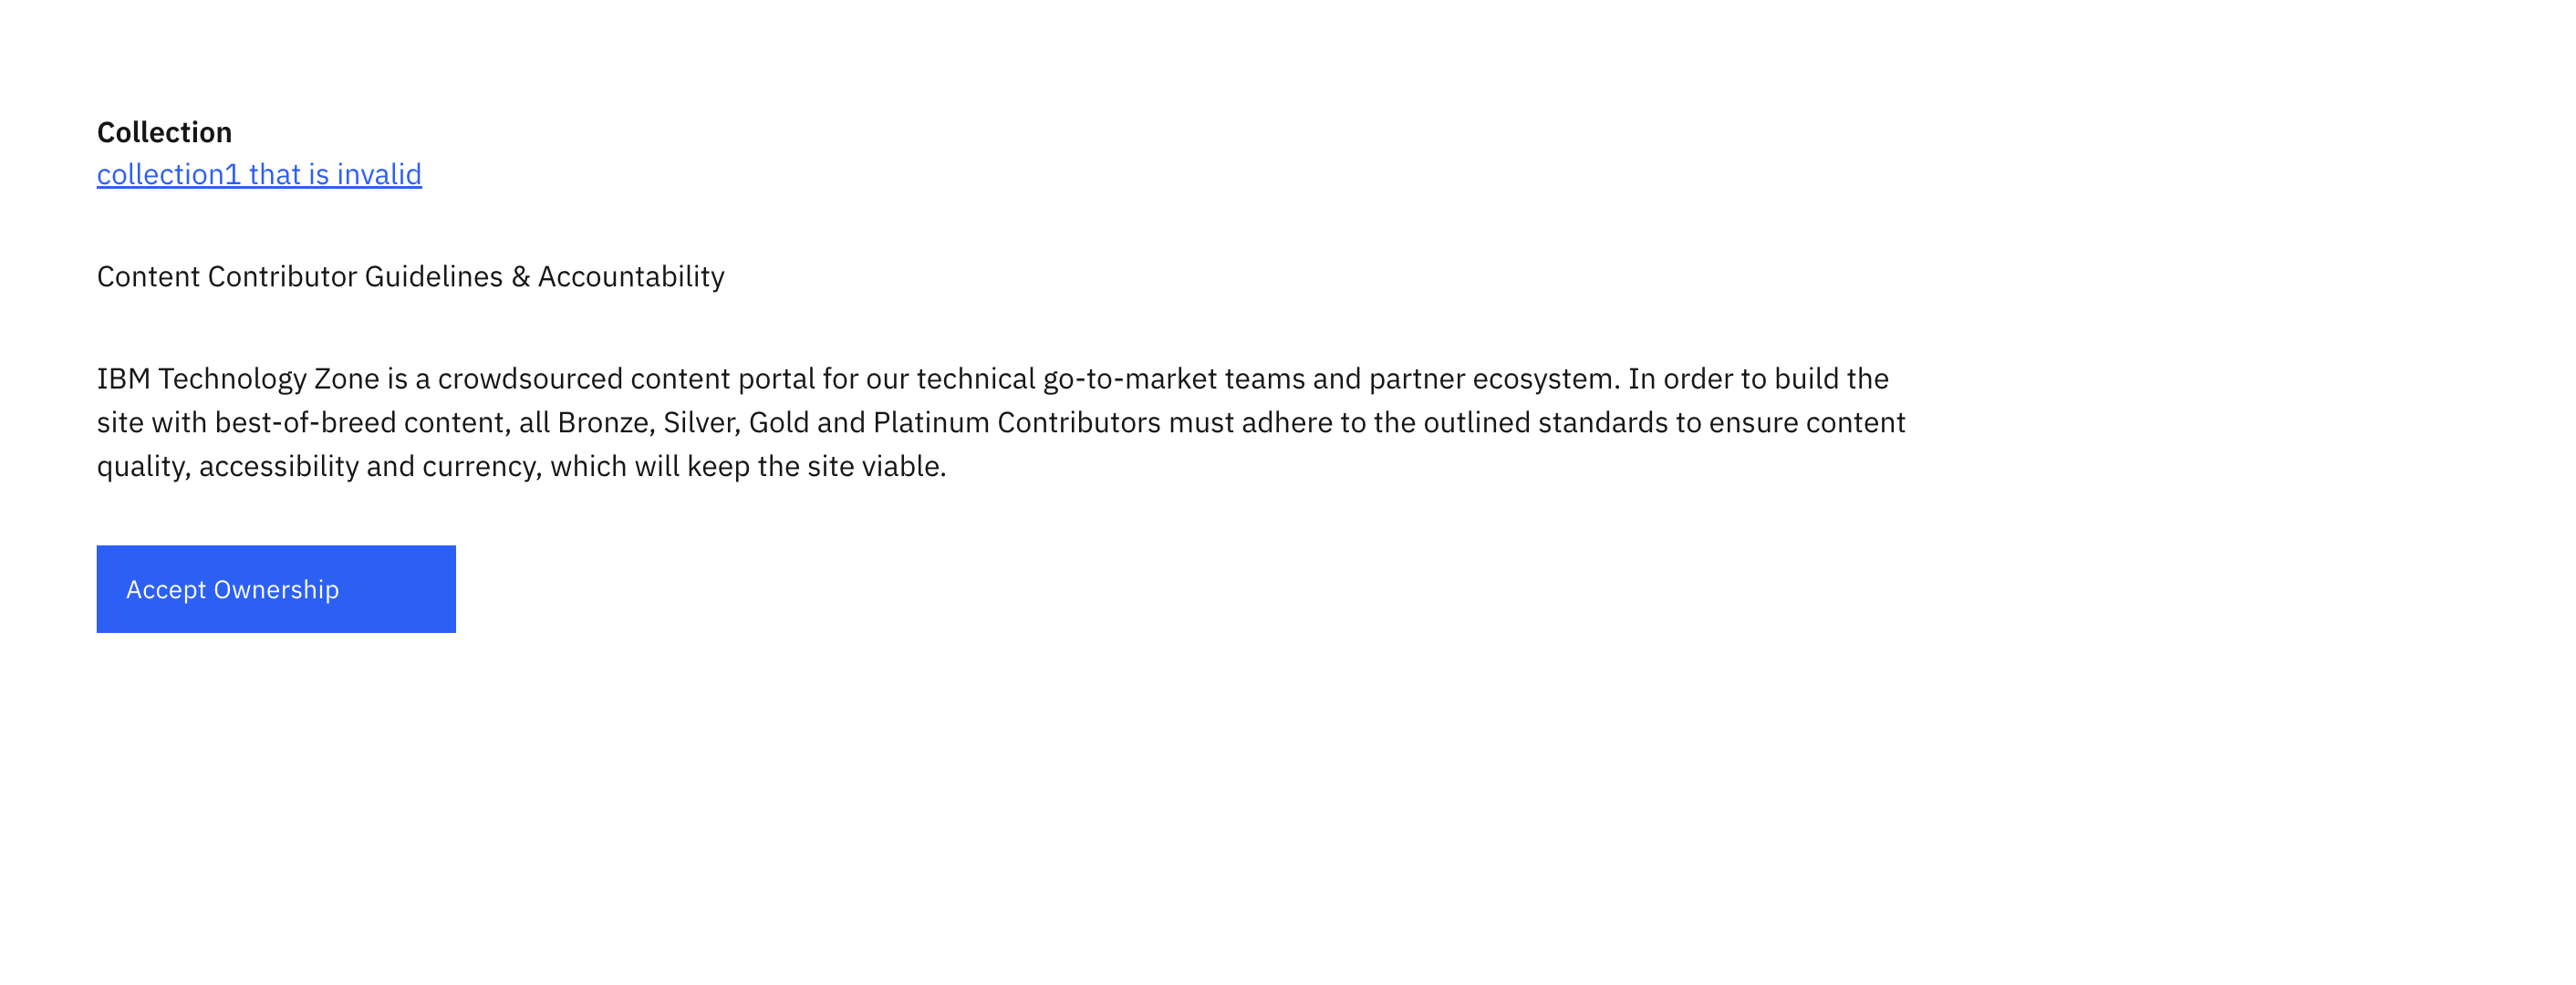 Collection
collection1 that is invalid
Content Contributor Guidelines & Accountability
IBM Technology Zone is a crowdsourced content portal for our technical go-to-market teams and partner ecosystem. In order to build the
site with best-of-breed content, all Bronze, Silver, Gold and Platinum Contributors must adhere to the outlined standards to ensure content
quality, accessibility and currency, which will keep the site viable.
Accept Ownership